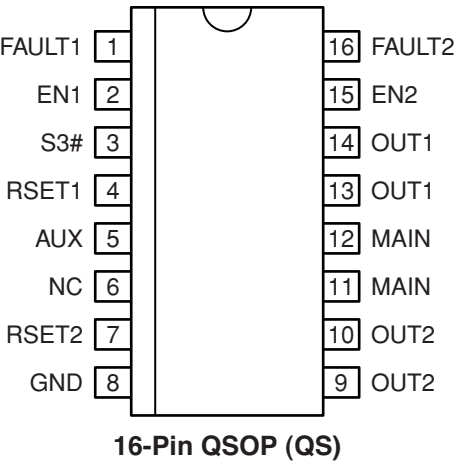 FAULT1 1 16 FAULT2
EN1 2 15 EN2
S3# 3 14 OUT1
RSET1 4 13 OUT1
AUX 5 12 MAIN
NC 6 11 MAIN
RSET2 7 10 OUT2
GND 8 9 OUT2
16-Pin QSOP (QS)